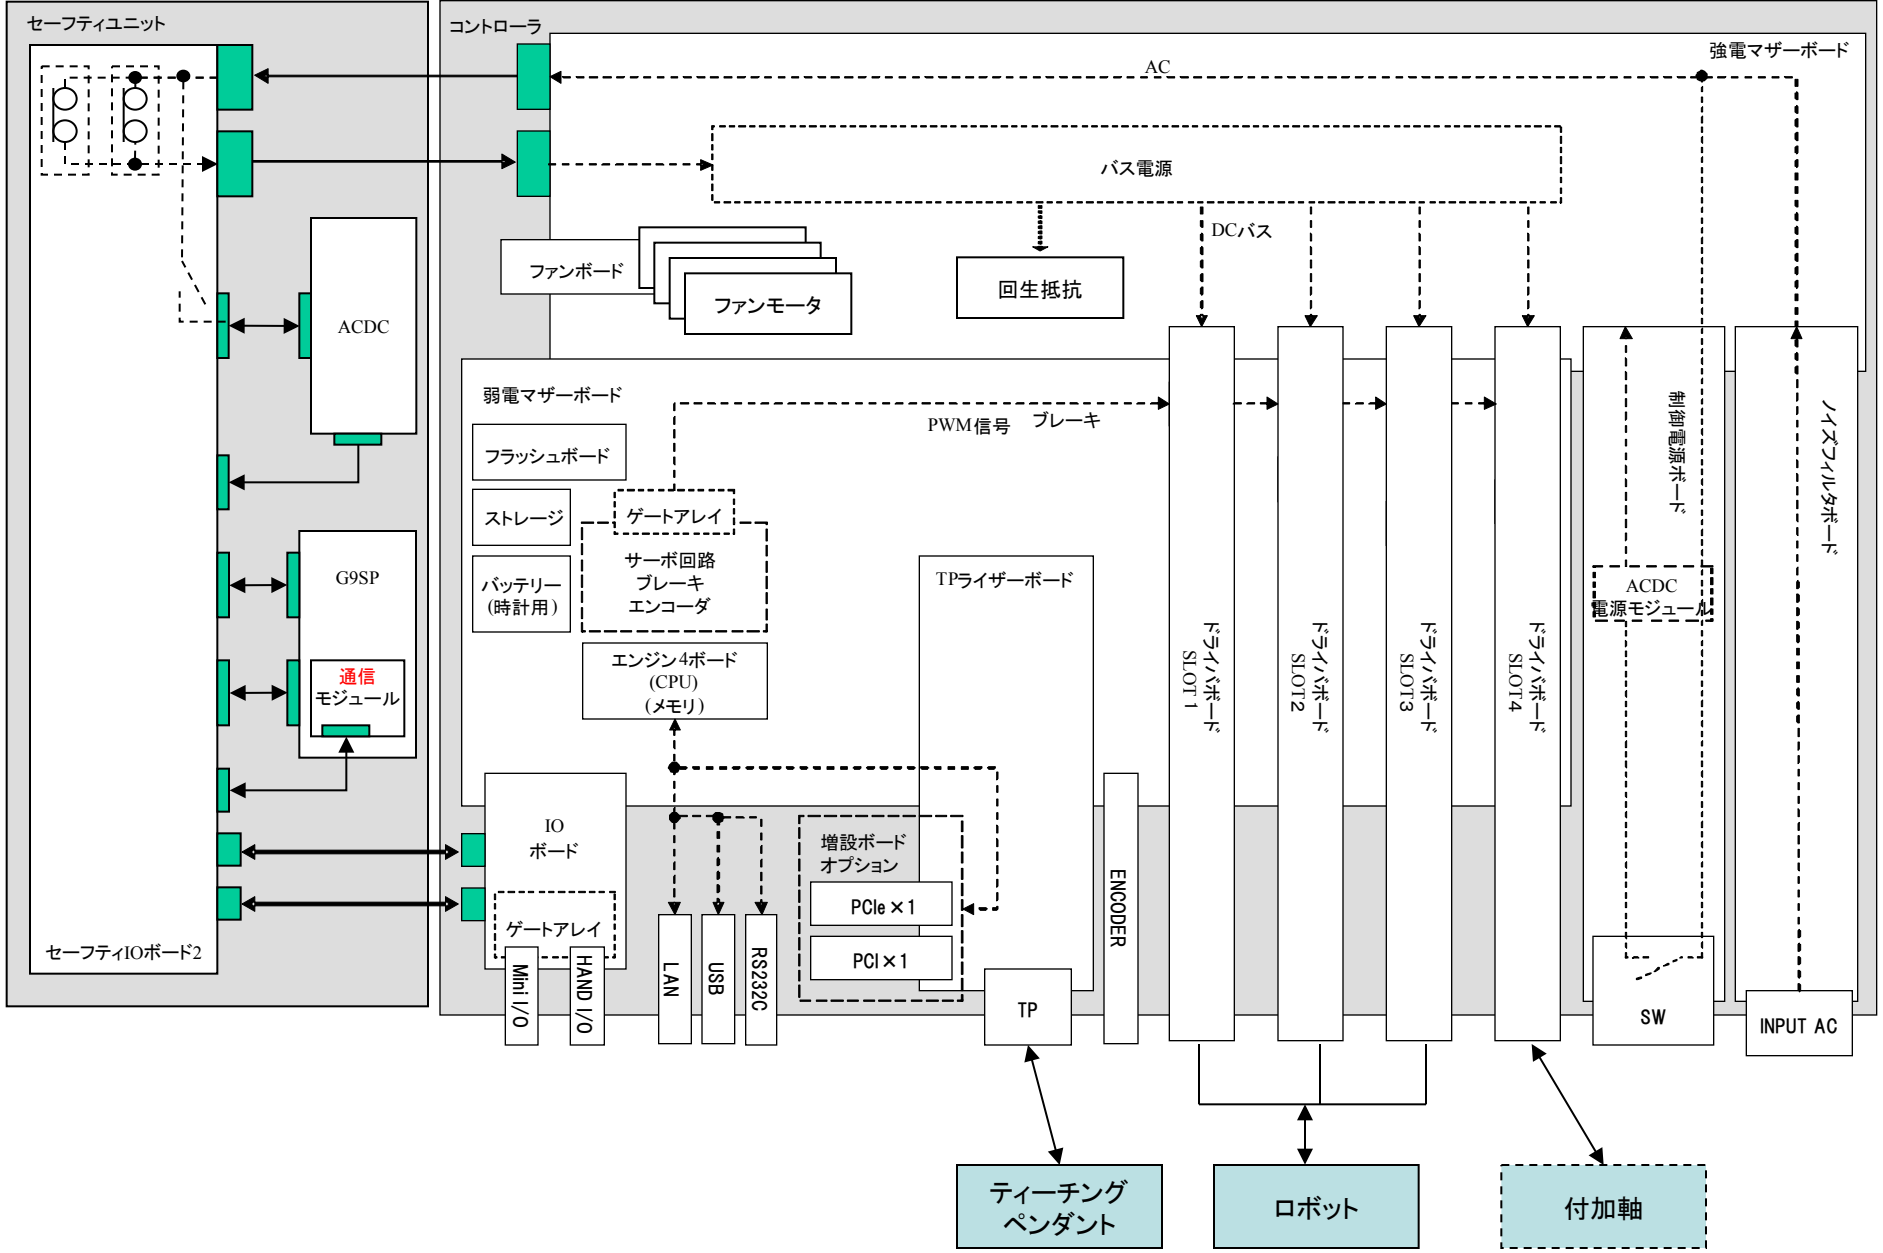 セーフティユニット
コントローラ
強電マザーボード
AC
バス電源
DCバス
ファンボード
ファンモータ
回生抵抗
ACDC
弱電マザーボード
PWM信号
ブレーキ
フラッシュボード
ストレージ
ゲートアレイ
サーボ回路
ブレーキ
エンコーダ
バッテリー
(時計用)
TPライザーボード
G9SP
通信
モジュール
エンジン4ボード
(CPU)
(メモリ)
ドライバボード
SLOT1
ドライバボード
SLOT2
ドライバボード
SLOT3
ドライバボード
SLOT4
制御電源ボード
ACDC
電源モジュール
ノイズフィルタボード
IO
ボード
ゲートアレイ
増設ボード
オプション
PCIe×1
PCI×1
ENCODER
セーフティIOボード2
Mini I/O
HAND I/O
LAN
USB
RS232C
TP
SW
INPUT AC
ティーチング
ペンダント
ロボット
付加軸